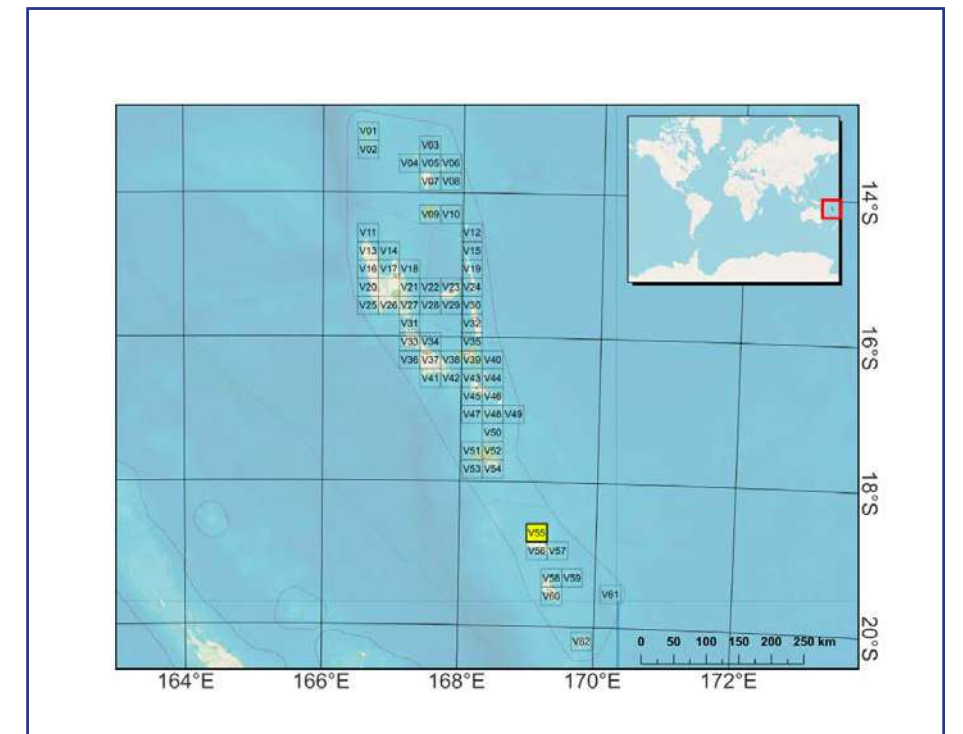 V01
V02 V03
V04 V05 V06
V07 V08
14°S
V09 V10
V11 V12
V13 V14 V15
V16 V17 V18 V19
V20 V21 V22 V23 V24
V25 V26 V27 V28 V29 V30
V31 V32
V33 V34 V35
16°S
V36 V37 V38 V39 V40
V41 V42 V43 V44
V45 V46
V47 V48 V49
V50
V51 V52
V53 V54
18°S
V55
V56 V57
V58 V59
V60 V61
V62
20°S
0 50 100 150 200 250 km
164°E 166°E 168°E 170°E 172°E